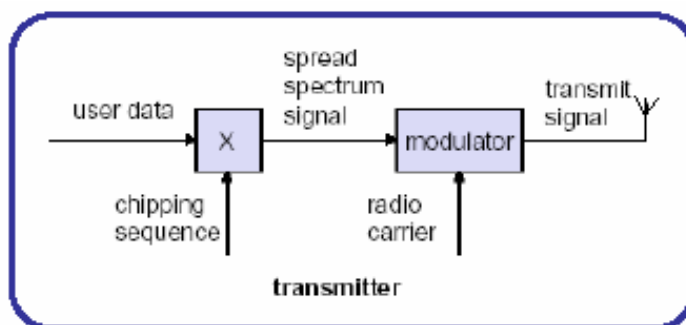 user data
X
chipping
sequence
spread
spectrum
signal
modulator
radio
carrier
transmit
signal
transmitter